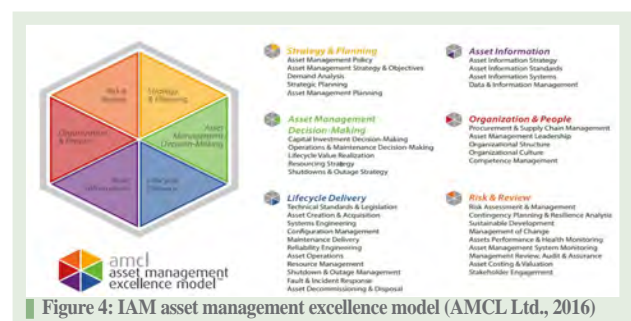 Risk &
Review
Strategy
& Planning
Organization
& People
Asset
Management
Decision-Making
Asset
Information
Lifecycle
Delivery
amcl
asset management
excellence model™
Strategy & Planning
Asset Management Policy
Asset Management Strategy & Objectives
Demand Analysis
Strategic Planning
Asset Management Planning
Asset Management
Decision-Making
Capital Investment Decision-Making
Operations & Maintenance Decision-Making
Lifecycle Value Realization
Resourcing Strategy
Shutdowns & Outage Strategy
Lifecycle Delivery
Technical Standards & Legislation
Asset Creation & Acquisition
Systems Engineering
Configuration Management
Maintenance Delivery
Reliability Engineering
Asset Operations
Resource Management
Shutdown & Outage Management
Fault & Incident Response
Asset Decommissioning & Disposal
Asset Information
Asset Information Strategy
Asset Information Standards
Asset Information Systems
Data & Information Management
Organization & People
Procurement & Supply Chain Management
Asset Management Leadership
Organizational Structure
Organizational Culture
Competency Management
Risk & Review
Risk Assessment & Management
Contingency Planning & Resilience Analysis
Sustainable Development
Management of Change
Assets Performance & Health Monitoring
Asset Management System Monitoring
Management Review, Audit & Assurance
Asset Costing & Valuation
Stakeholder Engagement
Figure 4: IAM asset management excellence model (AMCL Ltd., 2016)